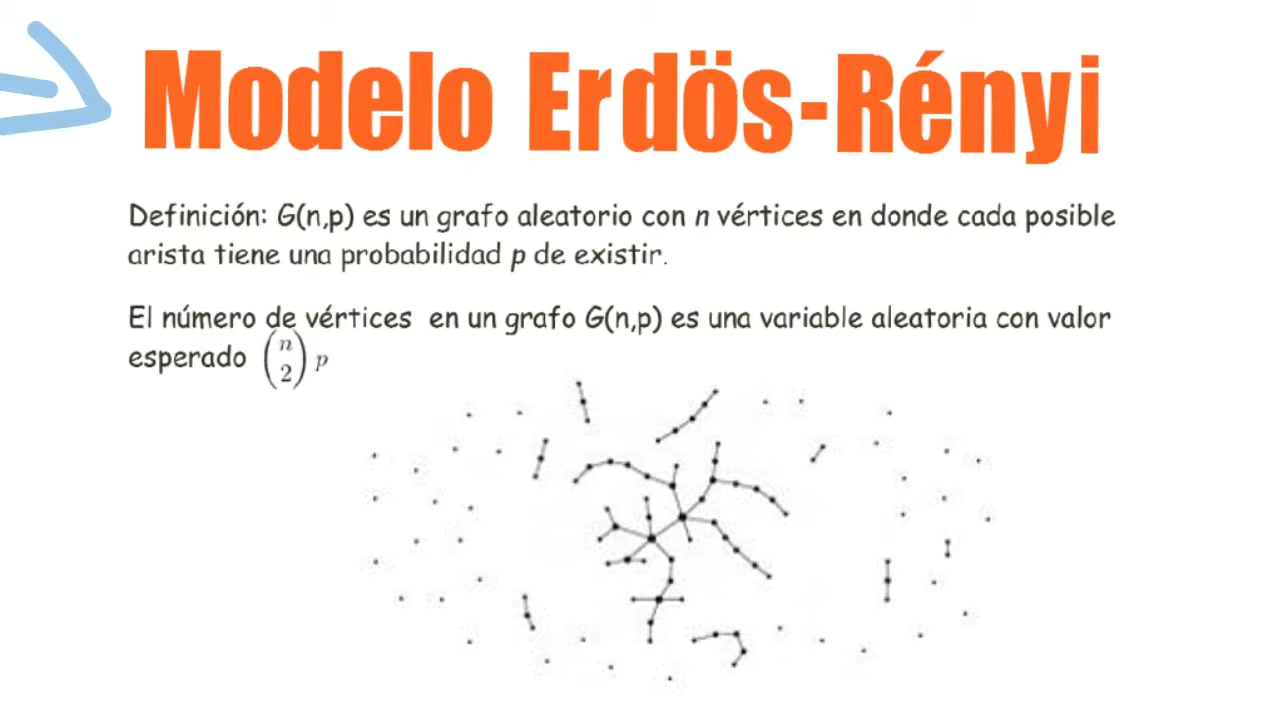 Modelo Erdös-Rényi
Definición: G(n,p) es un grafo aleatorio con n vértices en donde cada posible
arista tiene una probabilidad p de existir.
El número de vértices en un grafo G(n,p) es una variable aleatoria con valor
esperado (n 2) p